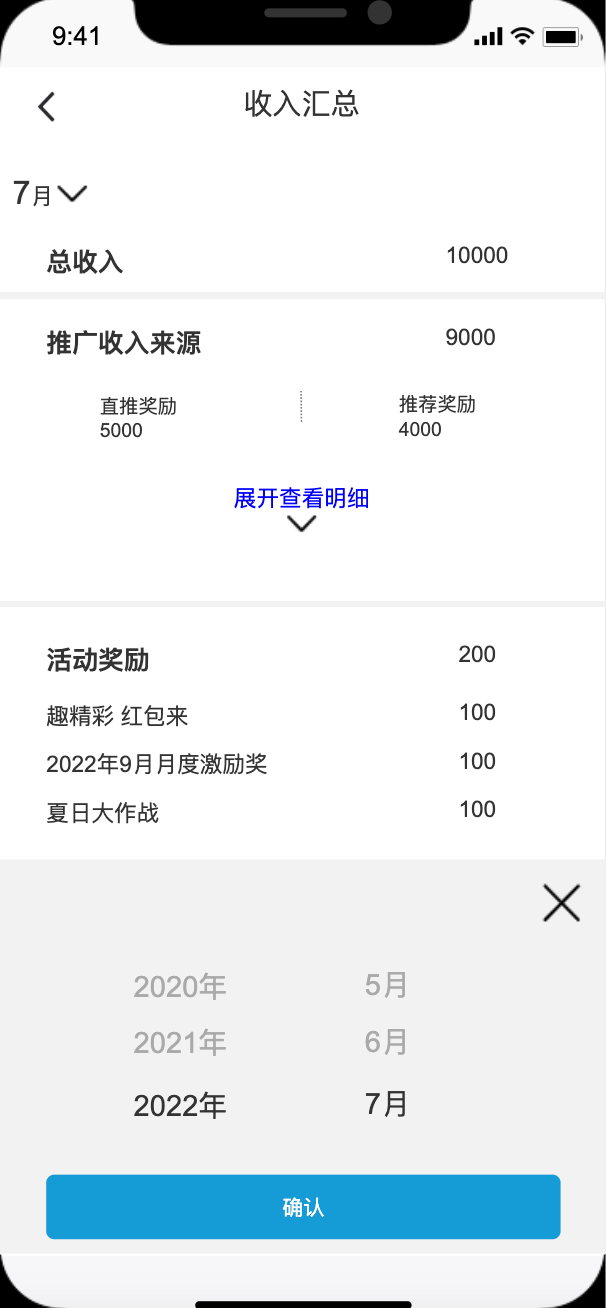 9:41
收入汇总
7月
总收入 10000
推广收入来源 9000
直推奖励 推荐奖励
5000 4000
展开查看明细
活动奖励 200
趣精彩 红包来 100
2022年9月月度激励奖 100
夏日大作战 100
2020年 5月
2021年 6月
2022年 7月
确认